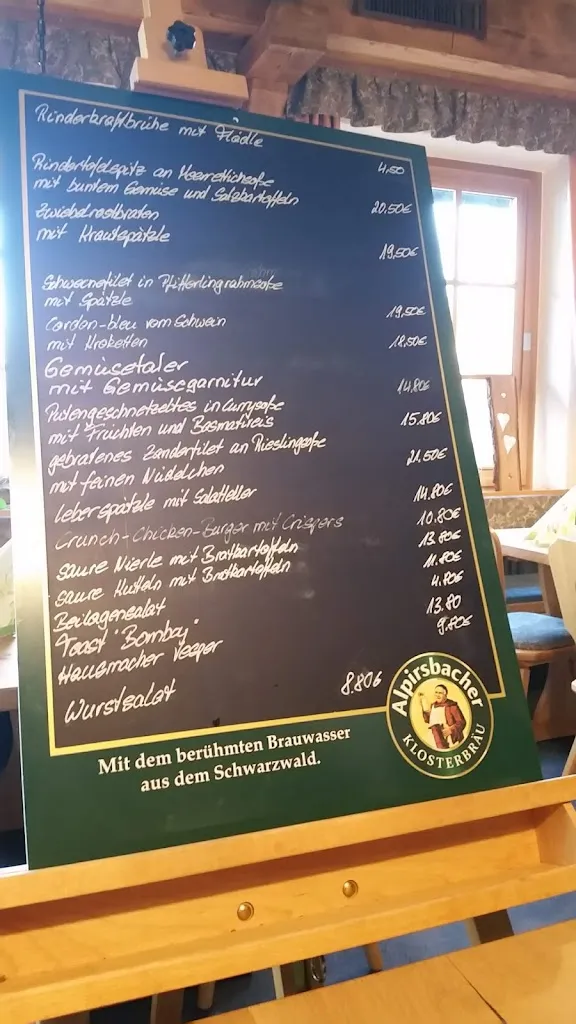 Rinderkraftbrühe mit Flädle 4,50
Rindertafelspitz an Meerrettichsoße
mit buntem Gemüse und Salzkartoffeln 20,50€
Zwiebelrostbraten
mit Krautspätzle 19,50€
Schweinefilet in Pfifferlingrahmsoße
mit Spätzle 19,50€
Cordon-bleu vom Schwein
mit Kroketten 18,50€
Gemüsetaler
mit Gemüsegarnitur 14.80€
Putengeschnetzeltes in Currysoße
mit Früchten und Basmatireis 15.80€
gebratenes Zanderfilet an Rieslingsoße
mit feinen Nüdelchen 21.50€
Leberspätzle mit Salatteller 14.80€
Crunch-Chicken-Burger mit Crispers 10.80€
saure Nierle mit Bratkartoffeln 13.80€
saure Kutteln mit Bratkartoffeln 11.80€
Beilagensalat 4.80€
Toast "Bombay" 13.80
Hausmacher Vesper 9.80€
Wurstsalat 8.80€
Alpirsbacher
KLOSTERBRÄU
Mit dem berühmten Brauwasser
aus dem Schwarzwald.